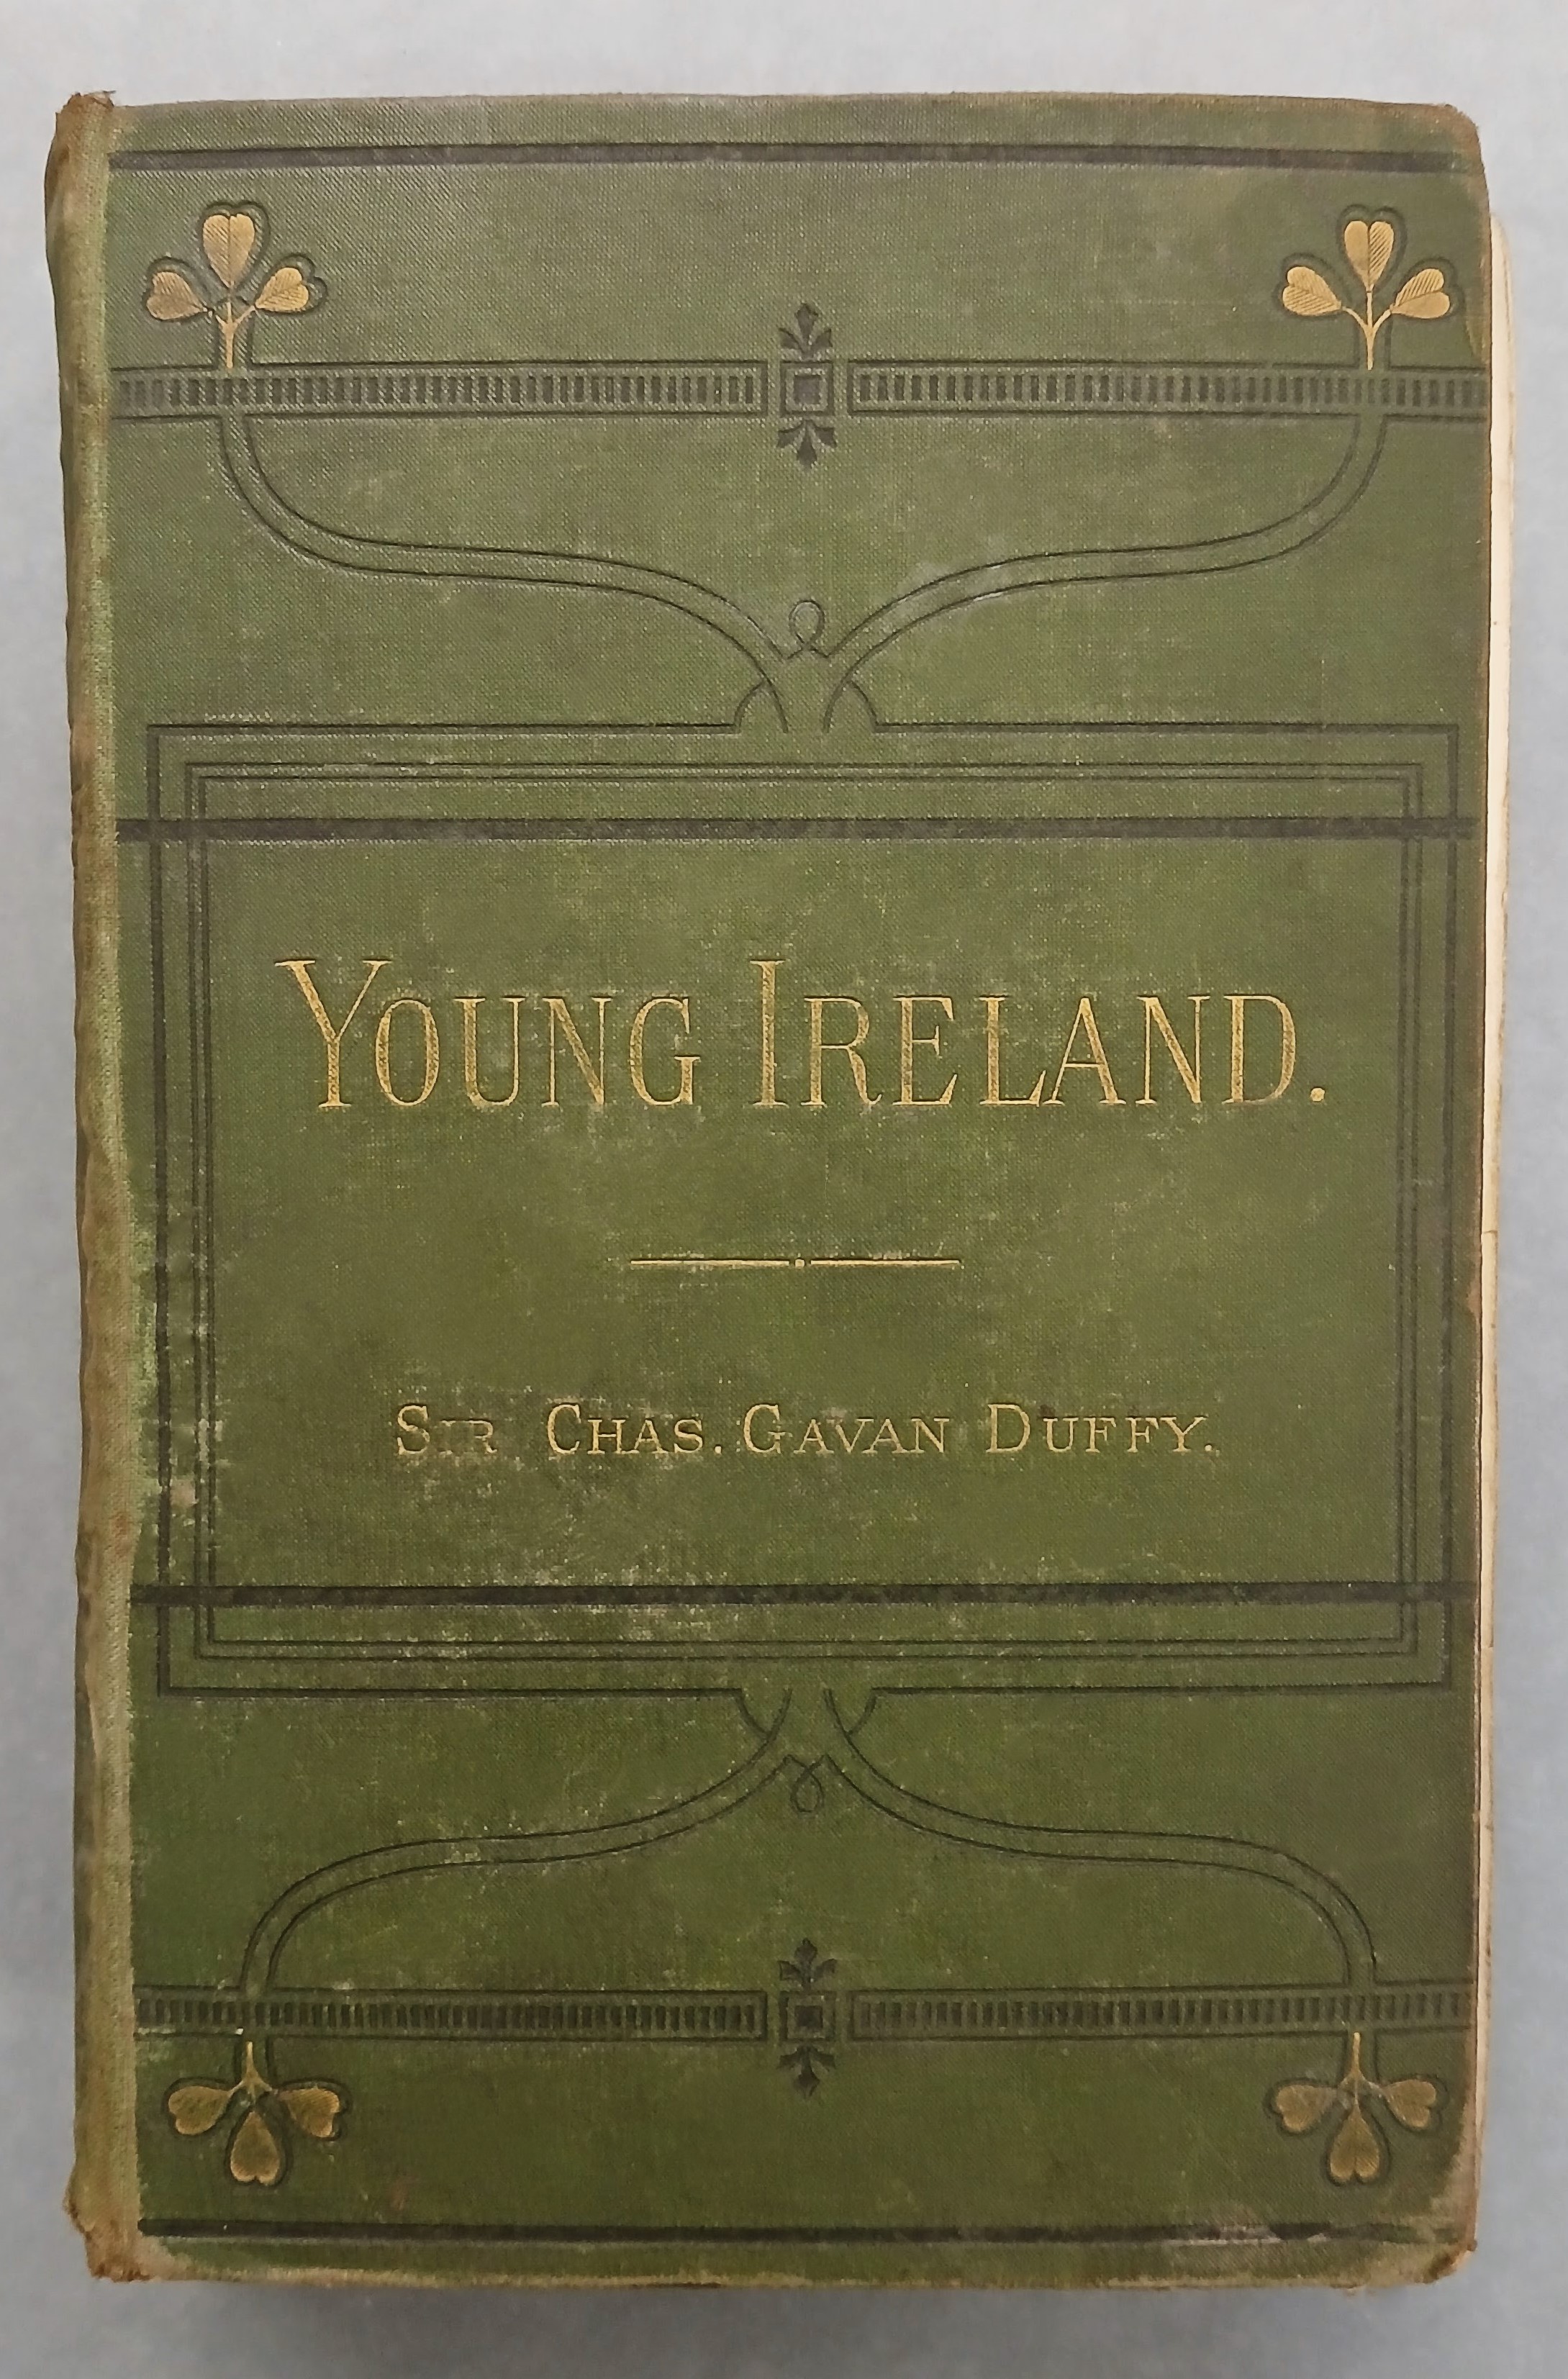 YOUNG IRELAND.
SIR CHAS. GAVAN DUFFY.